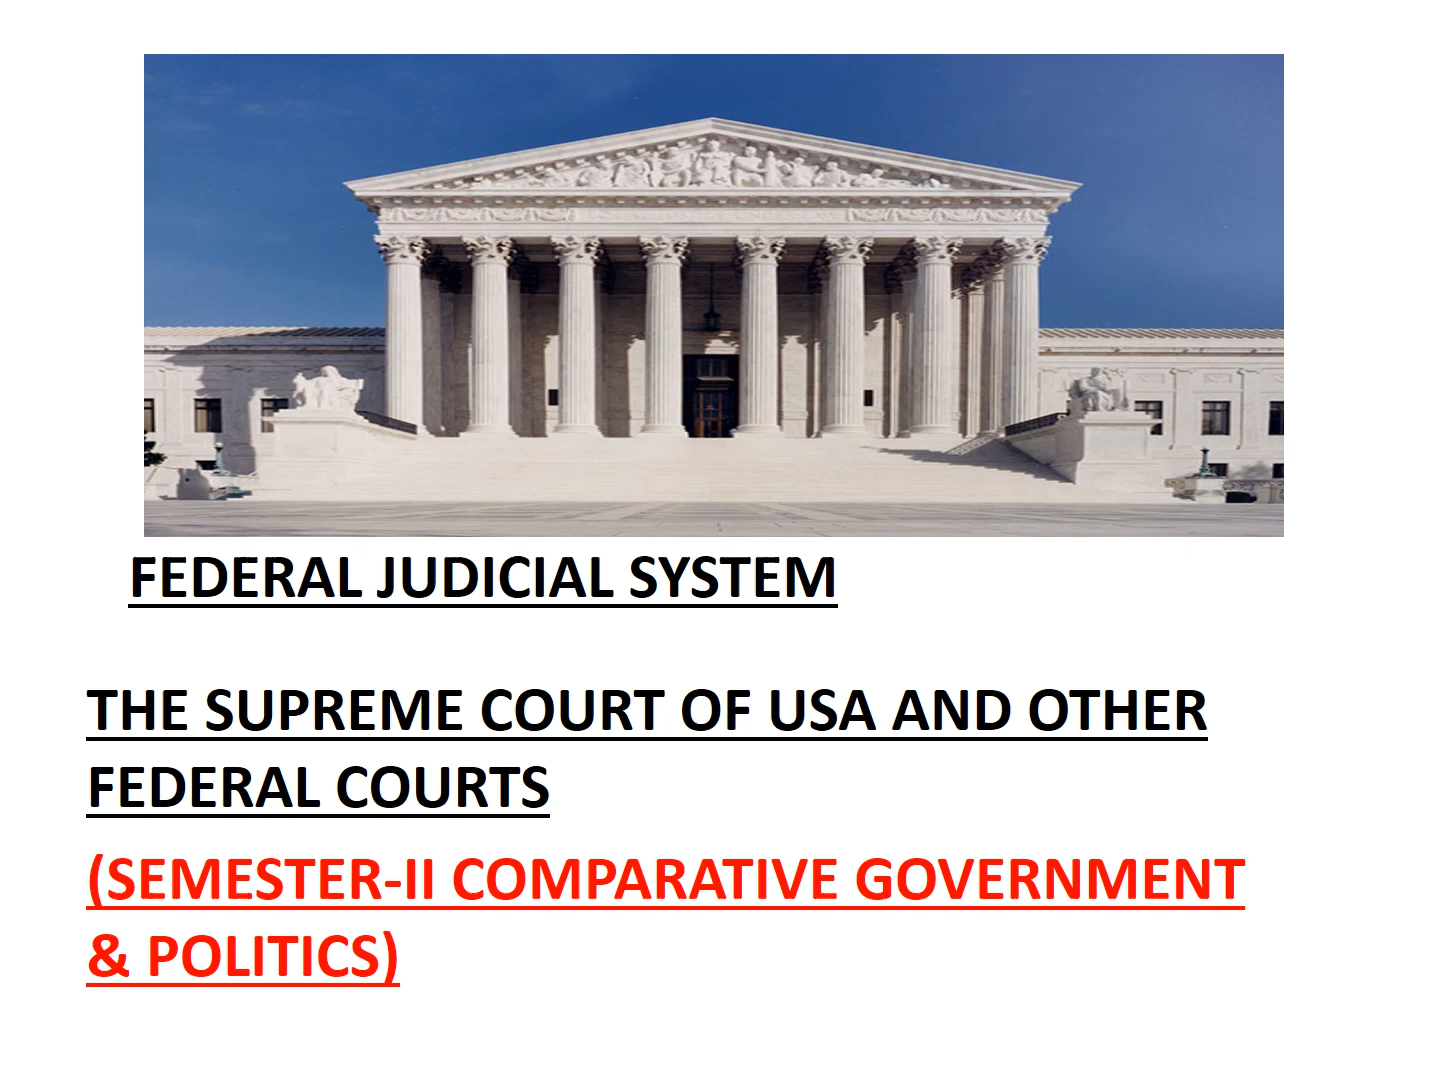 FEDERAL JUDICIAL SYSTEM
THE SUPREME COURT OF USA AND OTHER
FEDERAL COURTS
(SEMESTER-II COMPARATIVE GOVERNMENT
& POLITICS)